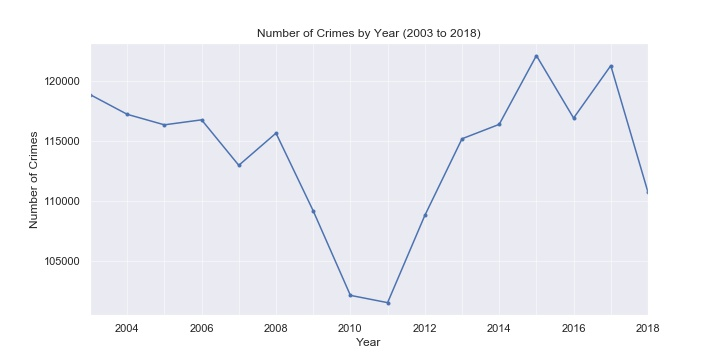 Number of Crimes by Year (2003 to 2018)
120000
115000
110000
105000
Number of Crimes
2004 2006 2008 2010 2012 2014 2016 2018
Year